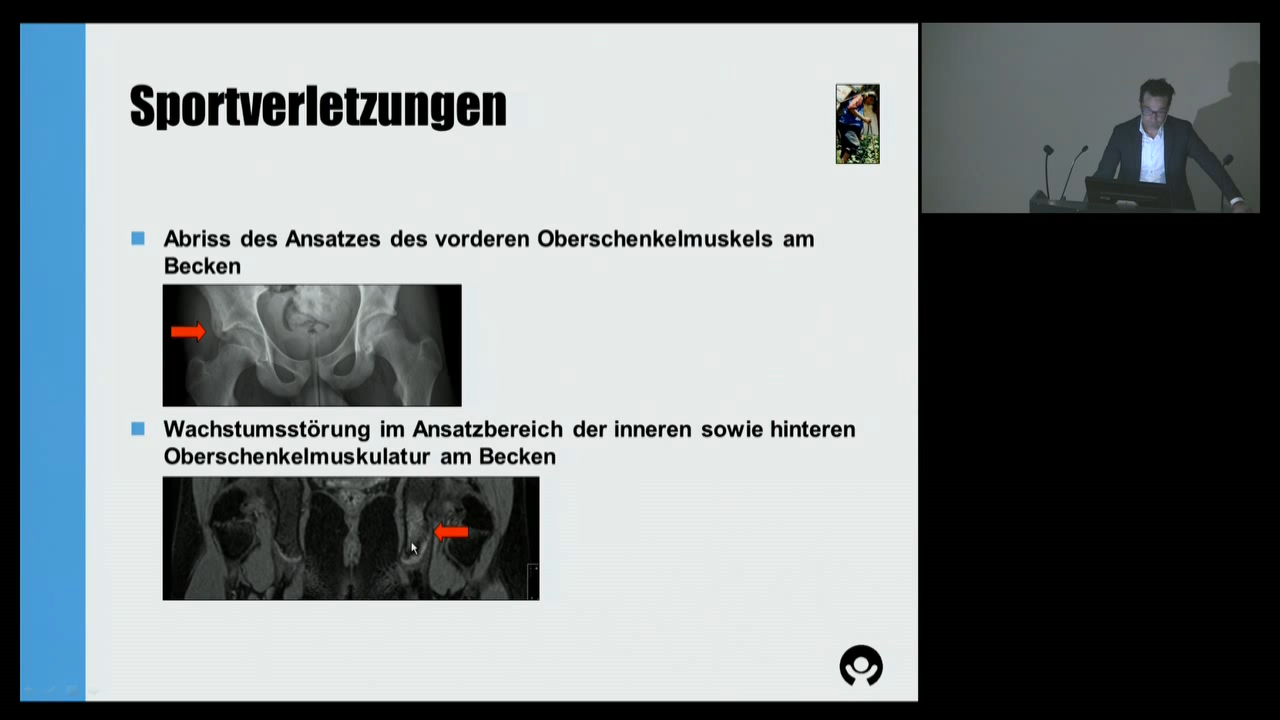 Sportverletzungen
Abriss des Ansatzes des vorderen Oberschenkelmuskels am
Becken
Wachstumsstörung im Ansatzbereich der inneren sowie hinteren
Oberschenkelmuskulatur am Becken